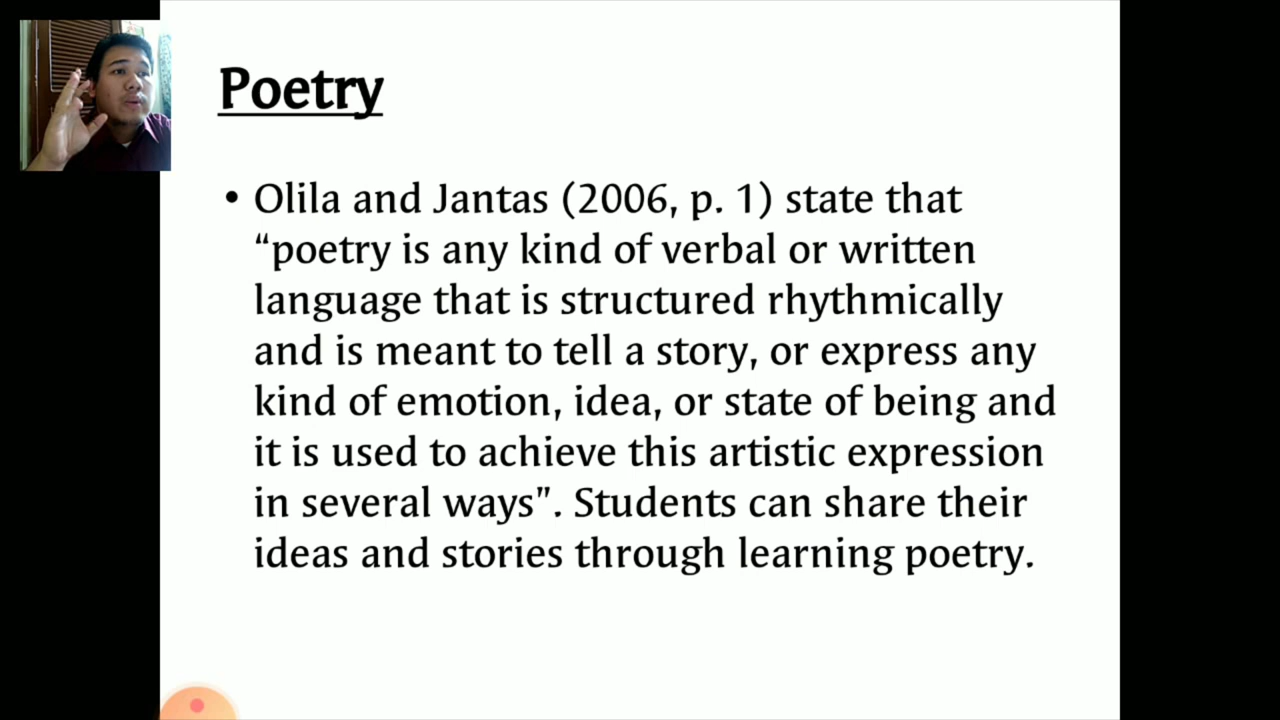 Poetry
• Olila and Jantas (2006, p. 1) state that
“poetry is any kind of verbal or written
language that is structured rhythmically
and is meant to tell a story, or express any
kind of emotion, idea, or state of being and
it is used to achieve this artistic expression
in several ways”. Students can share their
ideas and stories through learning poetry.